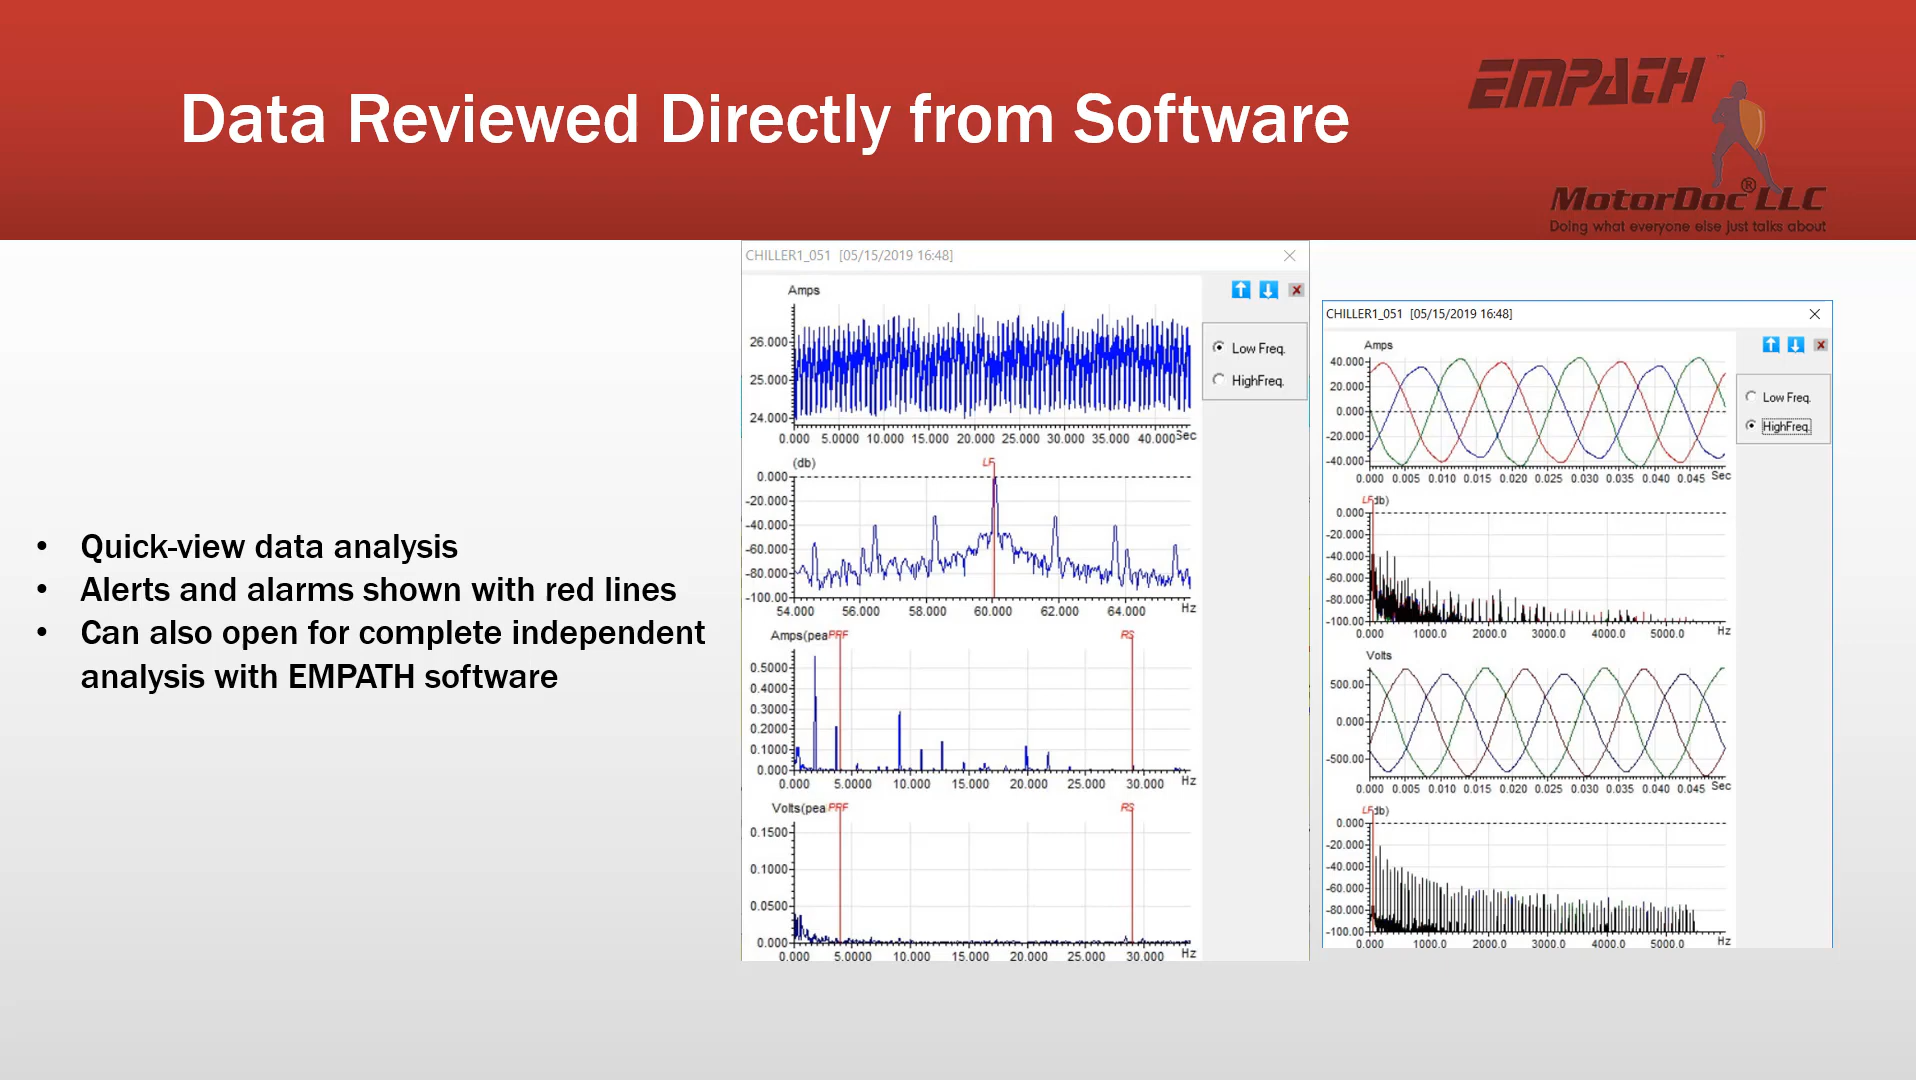 Data Reviewed Directly from Software
EMPATH™
MotorDoc® LLC
Doing what everyone else just talks about
• Quick-view data analysis
• Alerts and alarms shown with red lines
• Can also open for complete independent
analysis with EMPATH software
CHILLER1_051 [05/15/2019 16:48]
Amps
26.000
25.000
24.000
0.000 5.0000 10.000 15.000 20.000 25.000 30.000 35.000 40.000 Sec
Low Freq.
HighFreq.
(db) LF
0.000
-20.000
-40.000
-60.000
-80.000
-100.00
54.000 56.000 58.000 60.000 62.000 64.000 Hz
Amps(pea PRF RS
0.5000
0.4000
0.3000
0.2000
0.1000
0.000
0.000 5.0000 10.000 15.000 20.000 25.000 30.000 Hz
Volts(pea PRF RS
0.1500
0.1000
0.0500
0.000
0.000 5.0000 10.000 15.000 20.000 25.000 30.000 Hz
CHILLER1_051 [05/15/2019 16:48]
Amps
40.000
20.000
0.000
-20.000
-40.000
0.000 0.005 0.010 0.015 0.020 0.025 0.030 0.035 0.040 0.045 Sec
Low Freq.
HighFreq.
LF db)
0.000
-20.000
-40.000
-60.000
-80.000
-100.00
0.000 1000.0 2000.0 3000.0 4000.0 5000.0 Hz
Volts
500.00
0.000
-500.00
0.000 0.005 0.010 0.015 0.020 0.025 0.030 0.035 0.040 0.045 Sec
LF db)
0.000
-20.000
-40.000
-60.000
-80.000
-100.00
0.000 1000.0 2000.0 3000.0 4000.0 5000.0 Hz